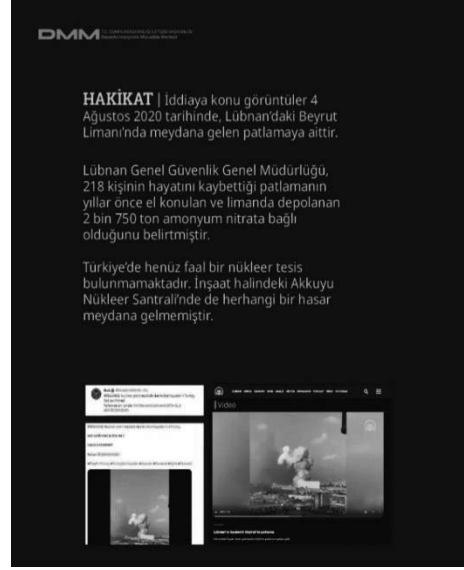 DMM
HAKİKAT | İddiaya konu görüntüler 4
Ağustos 2020 tarihinde, Lübnan’daki Beyrut
Limanı’nda meydana gelen patlamaya aittir.
Lübnan Genel Güvenlik Genel Müdürlüğü,
218 kişinin hayatını kaybettiği patlamanın
yıllar önce el konulan ve limanda depolanan
2 bin 750 ton amonyum nitrata bağlı
olduğunu belirtmiştir.
Türkiye’de henüz faal bir nükleer tesis
bulunmamaktadır. İnşaat halindeki Akkuyu
Nükleer Santrali’nde de herhangi bir hasar
meydana gelmemiştir.
Video